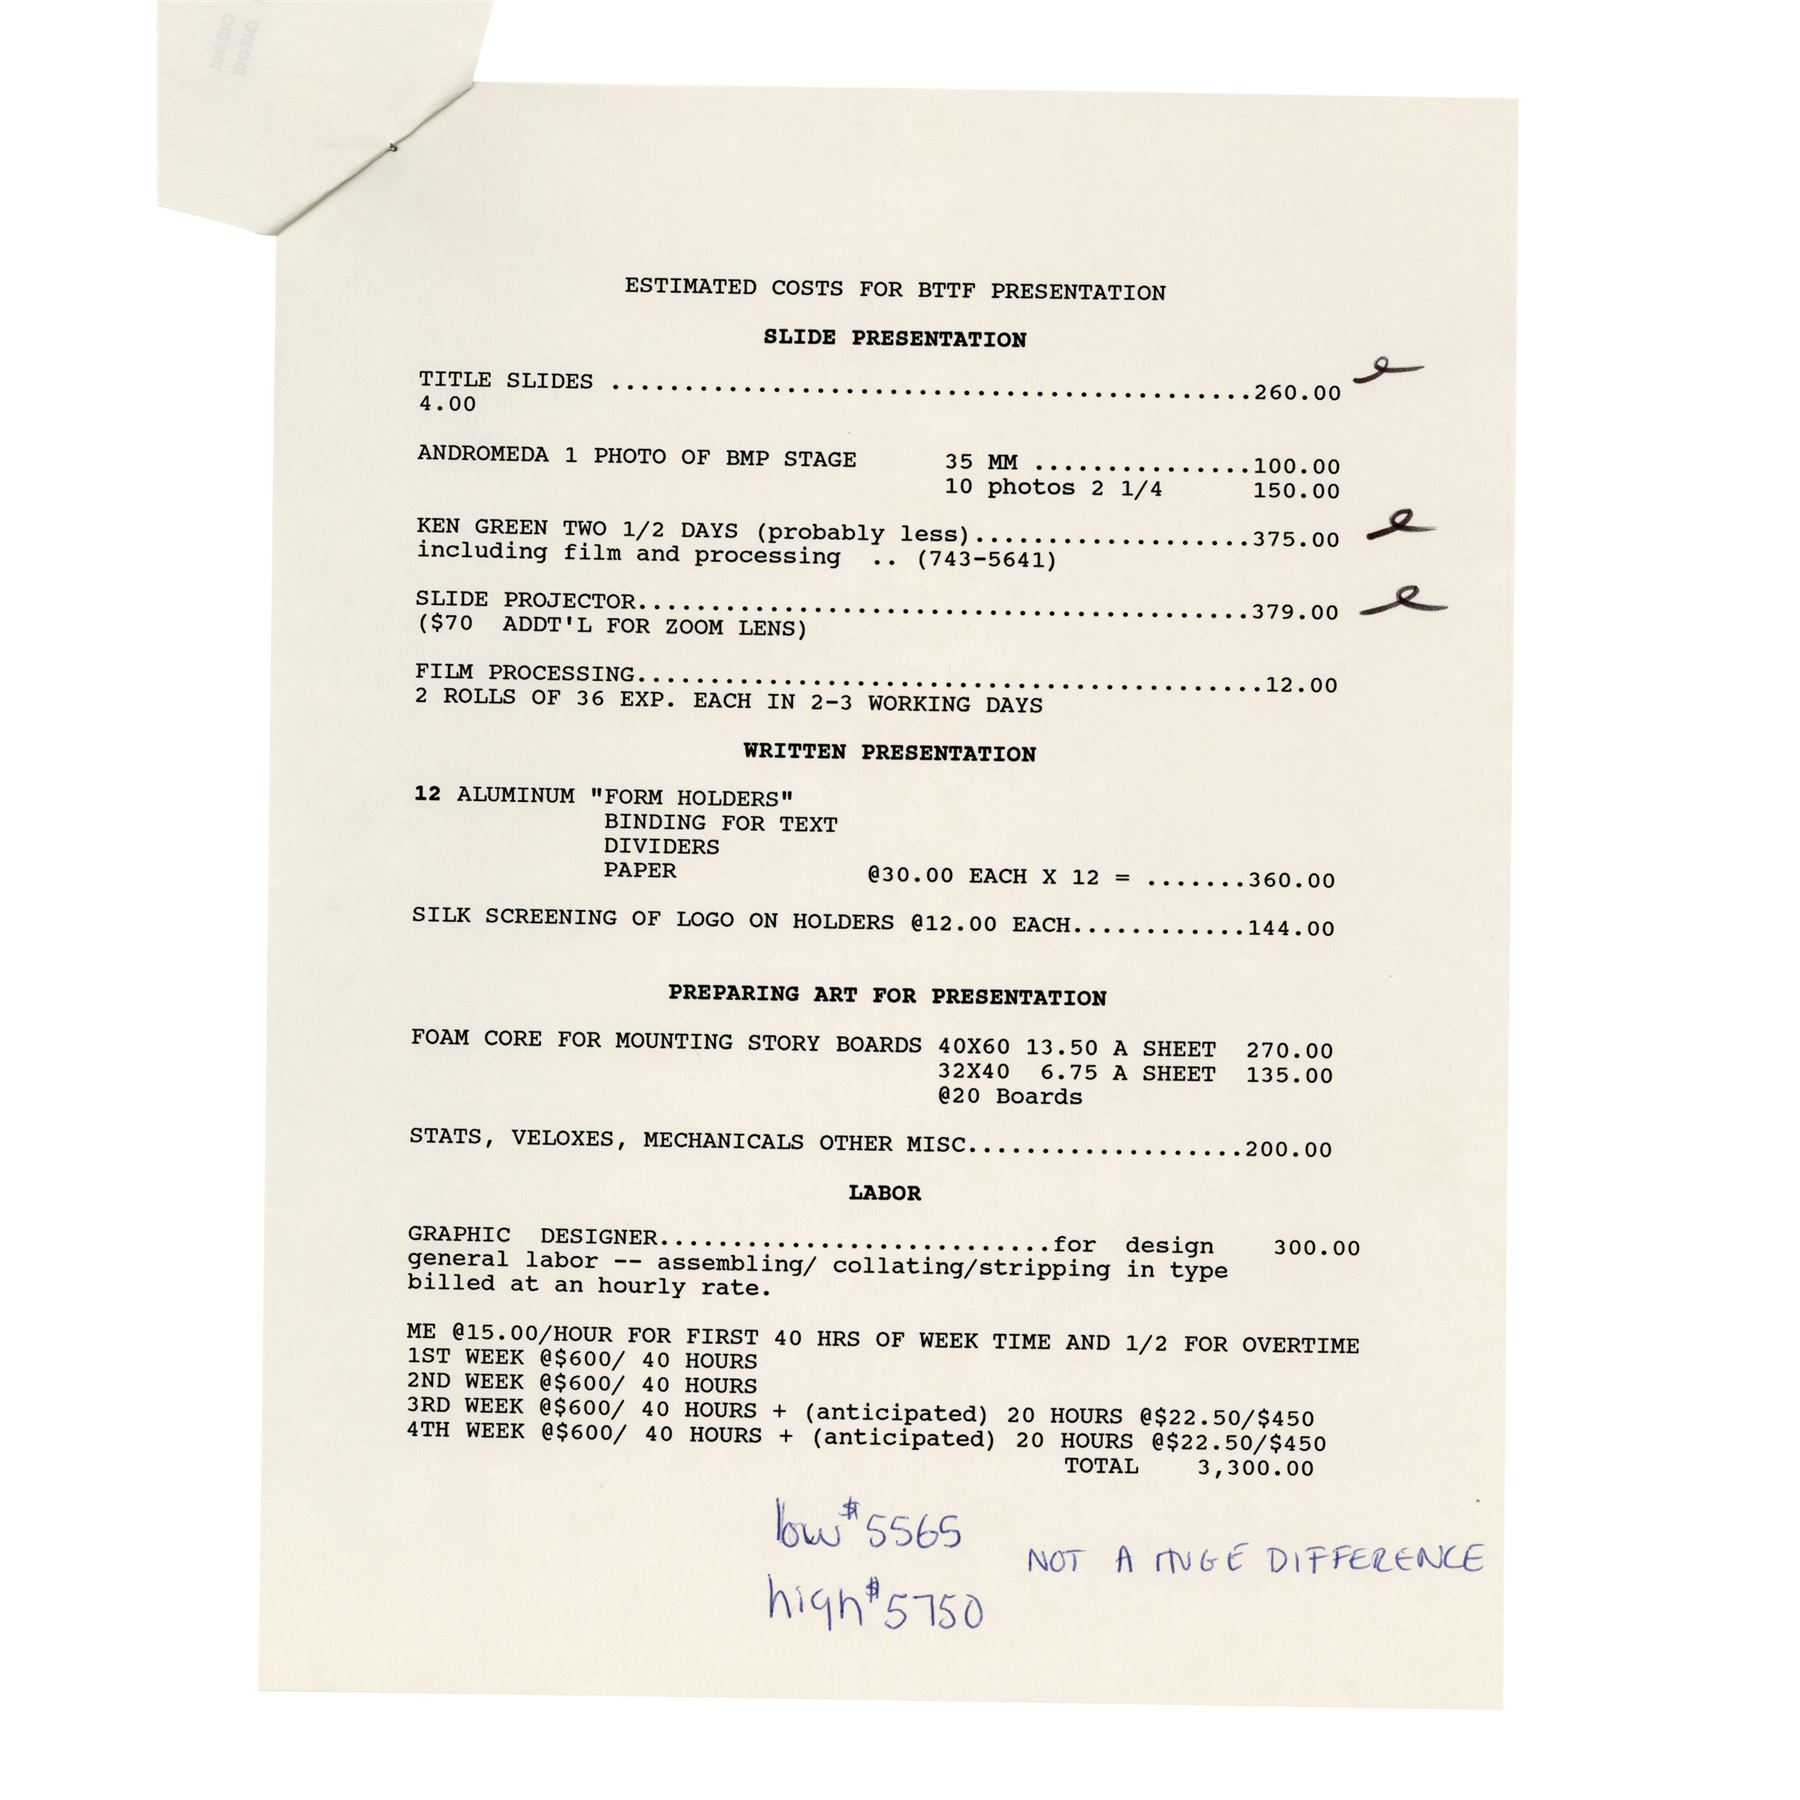 memo
memo
ESTIMATED COSTS FOR BTTF PRESENTATION
SLIDE PRESENTATION
TITLE SLIDES ............................................260.00
4.00
ANDROMEDA 1 PHOTO OF BMP STAGE 35 MM ...............100.00
10 photos 2 1/4 150.00
KEN GREEN TWO 1/2 DAYS (probably less)...................375.00
including film and processing .. (743-5641)
SLIDE PROJECTOR..........................................379.00
($70 ADDT'L FOR ZOOM LENS)
FILM PROCESSING...........................................12.00
2 ROLLS OF 36 EXP. EACH IN 2-3 WORKING DAYS
WRITTEN PRESENTATION
12 ALUMINUM "FORM HOLDERS"
BINDING FOR TEXT
DIVIDERS
PAPER @30.00 EACH X 12 = .......360.00
SILK SCREENING OF LOGO ON HOLDERS @12.00 EACH............144.00
PREPARING ART FOR PRESENTATION
FOAM CORE FOR MOUNTING STORY BOARDS 40X60 13.50 A SHEET 270.00
32X40 6.75 A SHEET 135.00
@20 Boards
STATS, VELOXES, MECHANICALS OTHER MISC...................200.00
LABOR
GRAPHIC DESIGNER...........................for design 300.00
general labor -- assembling/ collating/stripping in type
billed at an hourly rate.
ME @15.00/HOUR FOR FIRST 40 HRS OF WEEK TIME AND 1/2 FOR OVERTIME
1ST WEEK @$600/ 40 HOURS
2ND WEEK @$600/ 40 HOURS
3RD WEEK @$600/ 40 HOURS + (anticipated) 20 HOURS @$22.50/$450
4TH WEEK @$600/ 40 HOURS + (anticipated) 20 HOURS @$22.50/$450
TOTAL 3,300.00
low $5565
NOT A HUGE DIFFERENCE
high $5750